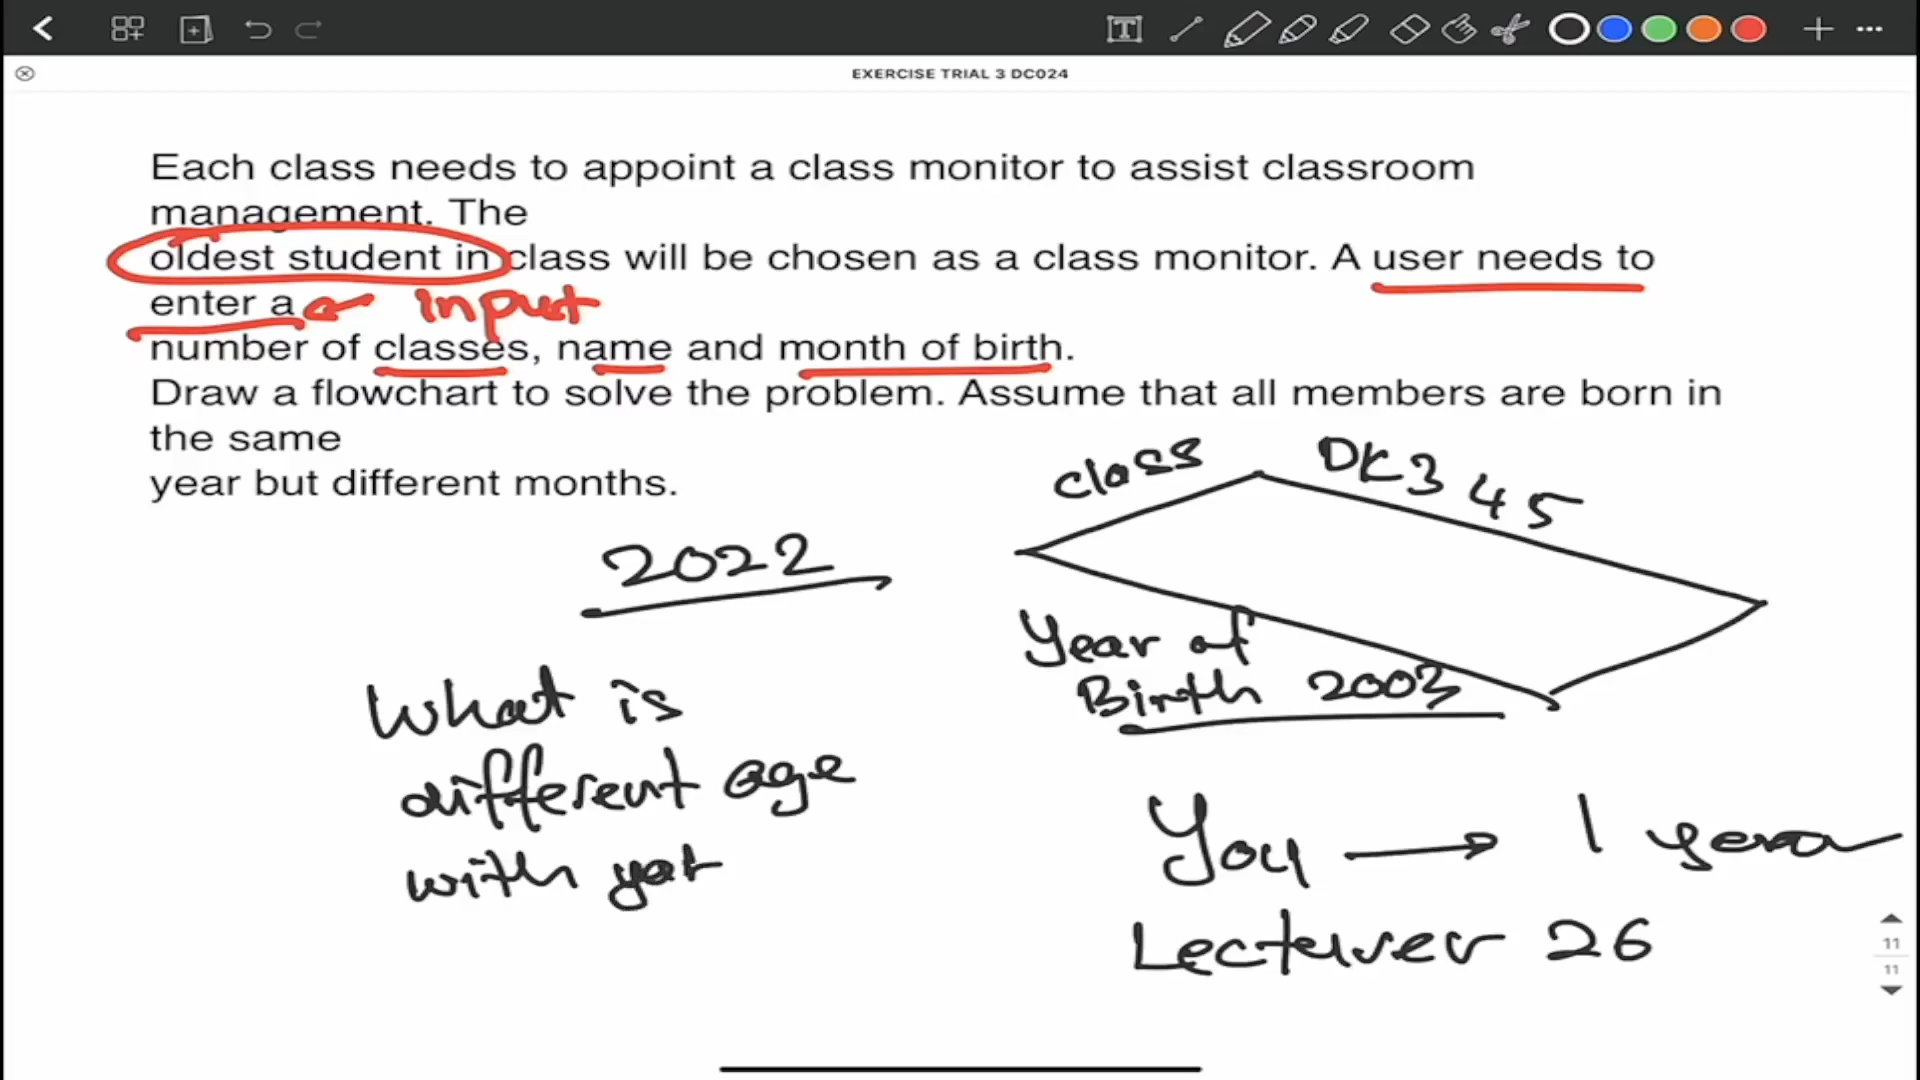 EXERCISE TRIAL 3 DC024
Each class needs to appoint a class monitor to assist classroom
management. The
oldest student in class will be chosen as a class monitor. A user needs to
enter a
Input
number of classes, name and month of birth.
Draw a flowchart to solve the problem. Assume that all members are born in
the same
year but different months.
class DK3 45
2022
Year of
Birth 2003
What is
different age
with
You → 1
Lecturer 26
11
11